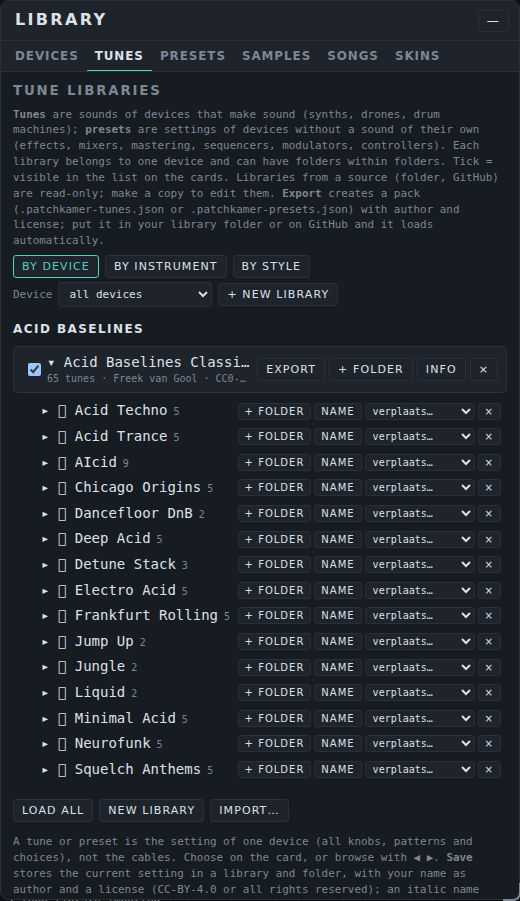 LIBRARY
—
DEVICES TUNES PRESETS SAMPLES SONGS SKINS
TUNE LIBRARIES
Tunes are sounds of devices that make sound (synths, drones, drum
machines); presets are settings of devices without a sound of their own
(effects, mixers, mastering, sequencers, modulators, controllers). Each
library belongs to one device and can have folders within folders. Tick =
visible in the list on the cards. Libraries from a source (folder, GitHub)
are read-only; make a copy to edit them. Export creates a pack
(.patchkamer-tunes.json or .patchkamer-presets.json) with author and
license; put it in your library folder or on GitHub and it loads
automatically.
BY DEVICE BY INSTRUMENT BY STYLE
Device all devices + NEW LIBRARY
ACID BASELINES
▾ Acid Baselines Classi… EXPORT + FOLDER INFO ×
65 tunes · Freek van Gool · CC0-…
▸ Acid Techno 5 + FOLDER NAME verplaats… ×
▸ Acid Trance 5 + FOLDER NAME verplaats… ×
▸ AIcid 9 + FOLDER NAME verplaats… ×
▸ Chicago Origins 5 + FOLDER NAME verplaats… ×
▸ Dancefloor DnB 2 + FOLDER NAME verplaats… ×
▸ Deep Acid 5 + FOLDER NAME verplaats… ×
▸ Detune Stack 3 + FOLDER NAME verplaats… ×
▸ Electro Acid 5 + FOLDER NAME verplaats… ×
▸ Frankfurt Rolling 5 + FOLDER NAME verplaats… ×
▸ Jump Up 2 + FOLDER NAME verplaats… ×
▸ Jungle 2 + FOLDER NAME verplaats… ×
▸ Liquid 2 + FOLDER NAME verplaats… ×
▸ Minimal Acid 5 + FOLDER NAME verplaats… ×
▸ Neurofunk 5 + FOLDER NAME verplaats… ×
▸ Squelch Anthems 5 + FOLDER NAME verplaats… ×
LOAD ALL NEW LIBRARY IMPORT…
A tune or preset is the setting of one device (all knobs, patterns and
choices), not the cables. Choose on the card, or browse with ◀ ▶. Save
stores the current setting in a library and folder, with your name as
author and a license (CC-BY-4.0 or all rights reserved); an italic name